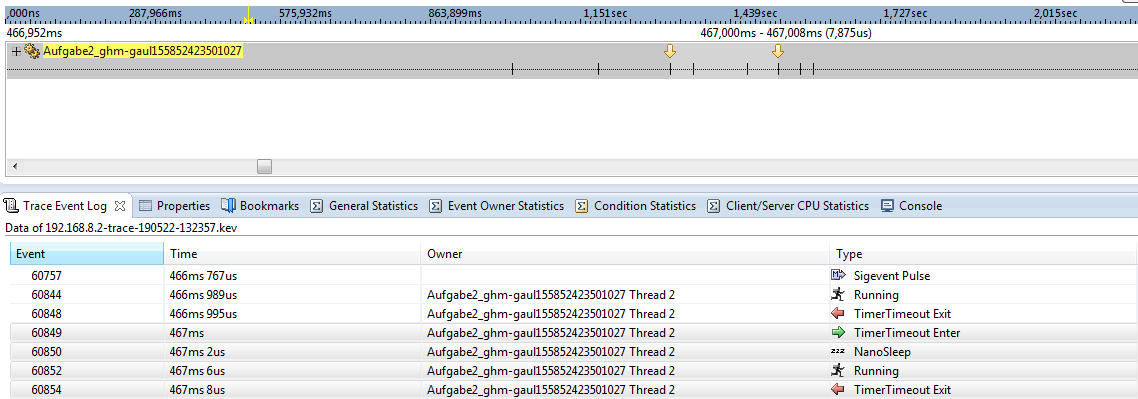 ,000ns 287,966ms 575,932ms 863,899ms 1,151sec 1,439sec 1,727sec 2,015sec
466,952ms 467,000ms - 467,008ms (7,875us)
Aufgabe2_ghm-gaul155852423501027
Trace Event Log Properties Bookmarks General Statistics Event Owner Statistics Condition Statistics Client/Server CPU Statistics Console
Data of 192.168.8.2-trace-190522-132357.kev
Event Time Owner Type
60757 466ms 767us Sigevent Pulse
60844 466ms 989us Aufgabe2_ghm-gaul155852423501027 Thread 2 Running
60848 466ms 995us Aufgabe2_ghm-gaul155852423501027 Thread 2 TimerTimeout Exit
60849 467ms Aufgabe2_ghm-gaul155852423501027 Thread 2 TimerTimeout Enter
60850 467ms 2us Aufgabe2_ghm-gaul155852423501027 Thread 2 NanoSleep
60852 467ms 6us Aufgabe2_ghm-gaul155852423501027 Thread 2 Running
60854 467ms 8us Aufgabe2_ghm-gaul155852423501027 Thread 2 TimerTimeout Exit